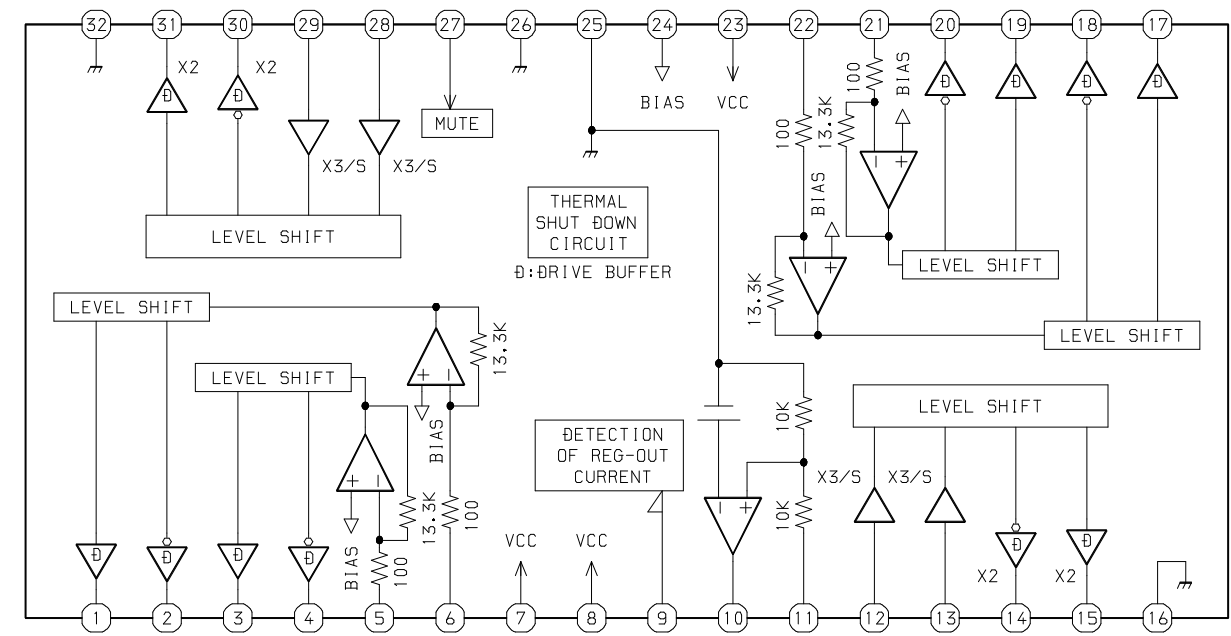 32 31 30 29 28 27 26 25 24 23 22 21 20 19 18 17
X2 X2
Đ Đ
MUTE
X3/S X3/S
LEVEL SHIFT
BIAS VCC
100
100
13.3K
BIAS
− +
Đ Đ Đ Đ
BIAS
− +
13.3K
LEVEL SHIFT
LEVEL SHIFT
THERMAL
SHUT ĐOWN
CIRCUIT
Đ:ĐRIVE BUFFER
LEVEL SHIFT
13.3K
+ −
BIAS
LEVEL SHIFT
+ −
BIAS
13.3K
100
100
Đ Đ Đ Đ
ĐETECTION
OF REG-OUT
CURRENT
VCC VCC
10K
10K
− +
LEVEL SHIFT
X3/S X3/S
Đ Đ
X2 X2
1 2 3 4 5 6 7 8 9 10 11 12 13 14 15 16